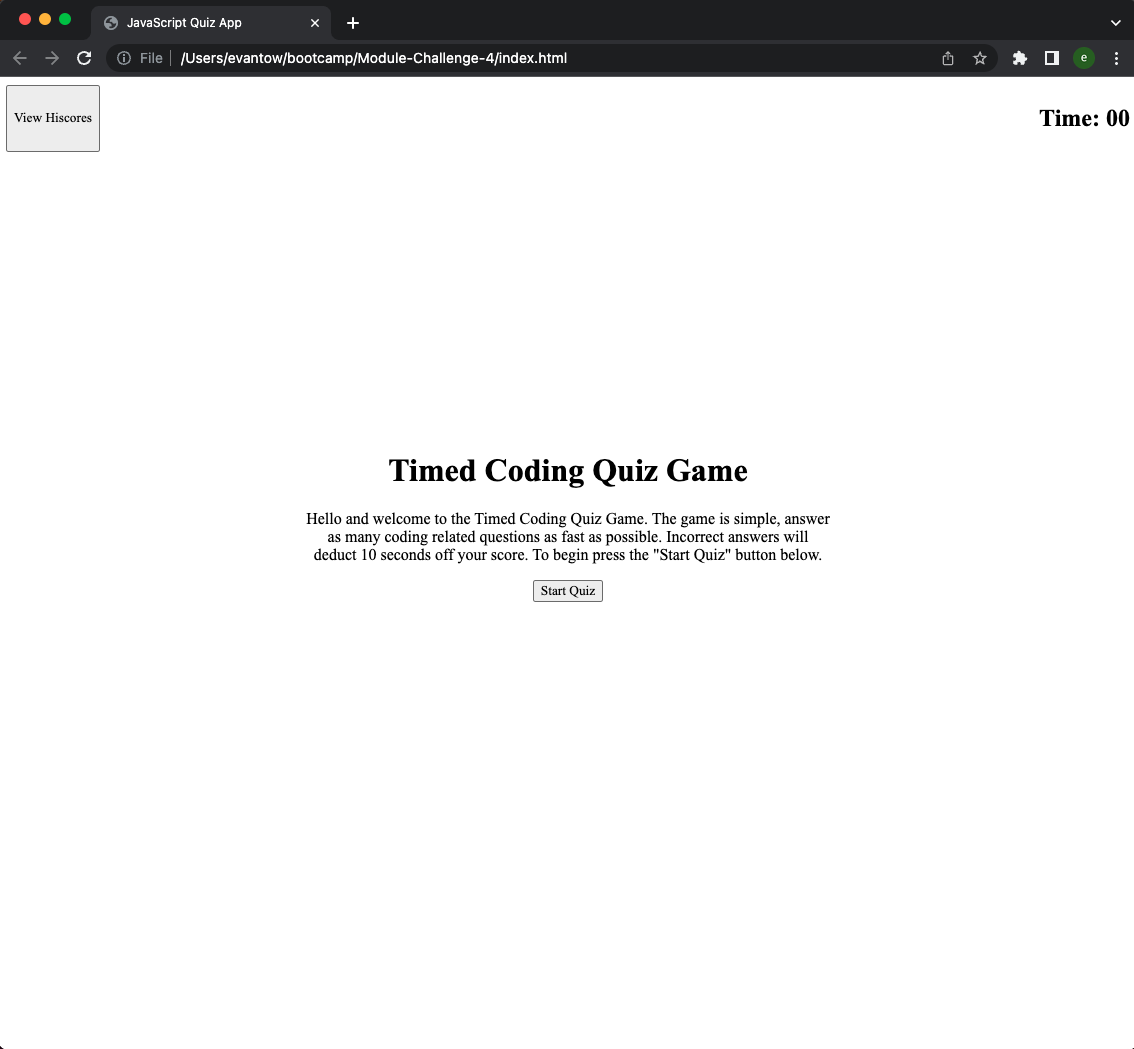 JavaScript Quiz App
File /Users/evantow/bootcamp/Module-Challenge-4/index.html
e
View Hiscores
Time: 00
Timed Coding Quiz Game
Hello and welcome to the Timed Coding Quiz Game. The game is simple, answer
as many coding related questions as fast as possible. Incorrect answers will
deduct 10 seconds off your score. To begin press the "Start Quiz" button below.
Start Quiz